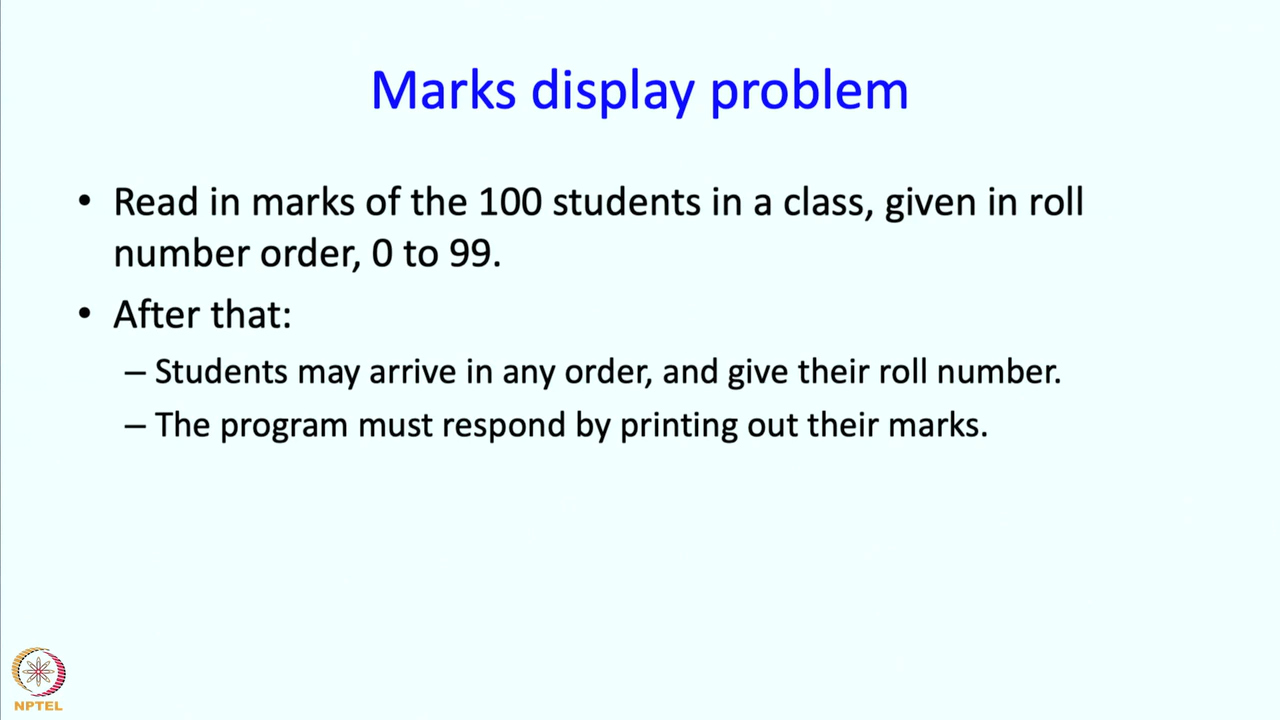 Marks display problem
• Read in marks of the 100 students in a class, given in roll
number order, 0 to 99.
• After that:
– Students may arrive in any order, and give their roll number.
– The program must respond by printing out their marks.
NPTEL